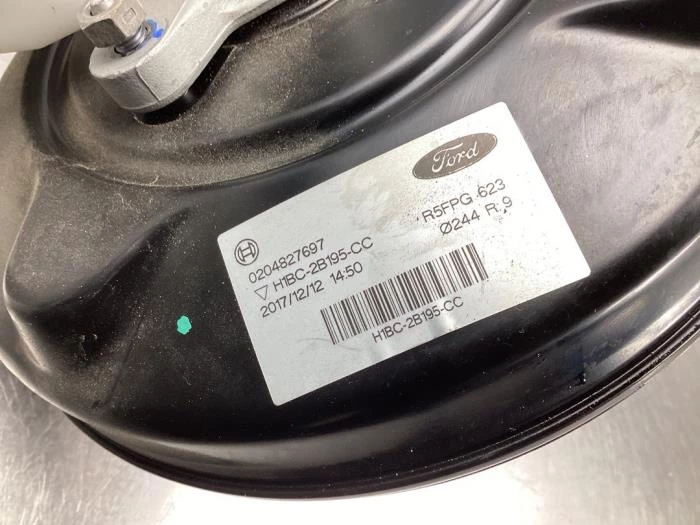 Ford
R5FPG 623
Ø244 R 9
H
0204827697
▽ H1BC-2B195-CC
2017/12/12 14:50
H1BC-2B195-CC